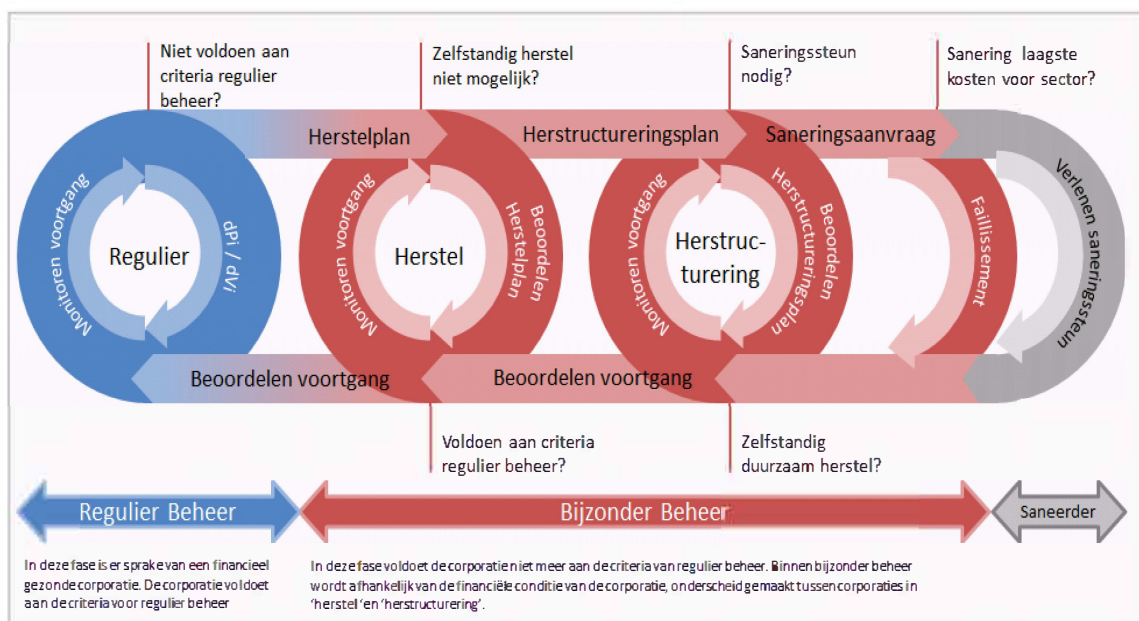 Niet voldoen aan
criteria regulier
beheer?
Zelfstandig herstel
niet mogelijk?
Saneringssteun
nodig?
Sanering laagste
kosten voor sector?
Herstelplan
Herstructureringsplan
Saneringsaanvraag
Monitoren voortgang
Regulier
dPi / dVi
Monitoren voortgang
Herstel
Beoordelen
Herstelplan
Monitoren voortgang
Herstruc-
turering
Beoordelen
Herstructureringsplan
Faillissement
Verlenen saneringssteun
Beoordelen voortgang
Beoordelen voortgang
Voldoen aan criteria
regulier beheer?
Zelfstandig
duurzaam herstel?
Regulier Beheer
Bijzonder Beheer
Saneerder
In deze fase is er sprake van een financieel
gezonde corporatie. De corporatie voldoet
aan de criteria voor regulier beheer
In deze fase voldoet de corporatie niet meer aan de criteria van regulier beheer. Binnen bijzonder beheer
wordt afhankelijk van de financiële conditie van de corporatie, onderscheid gemaakt tussen corporaties in
‘herstel ‘en ‘herstructurering’.